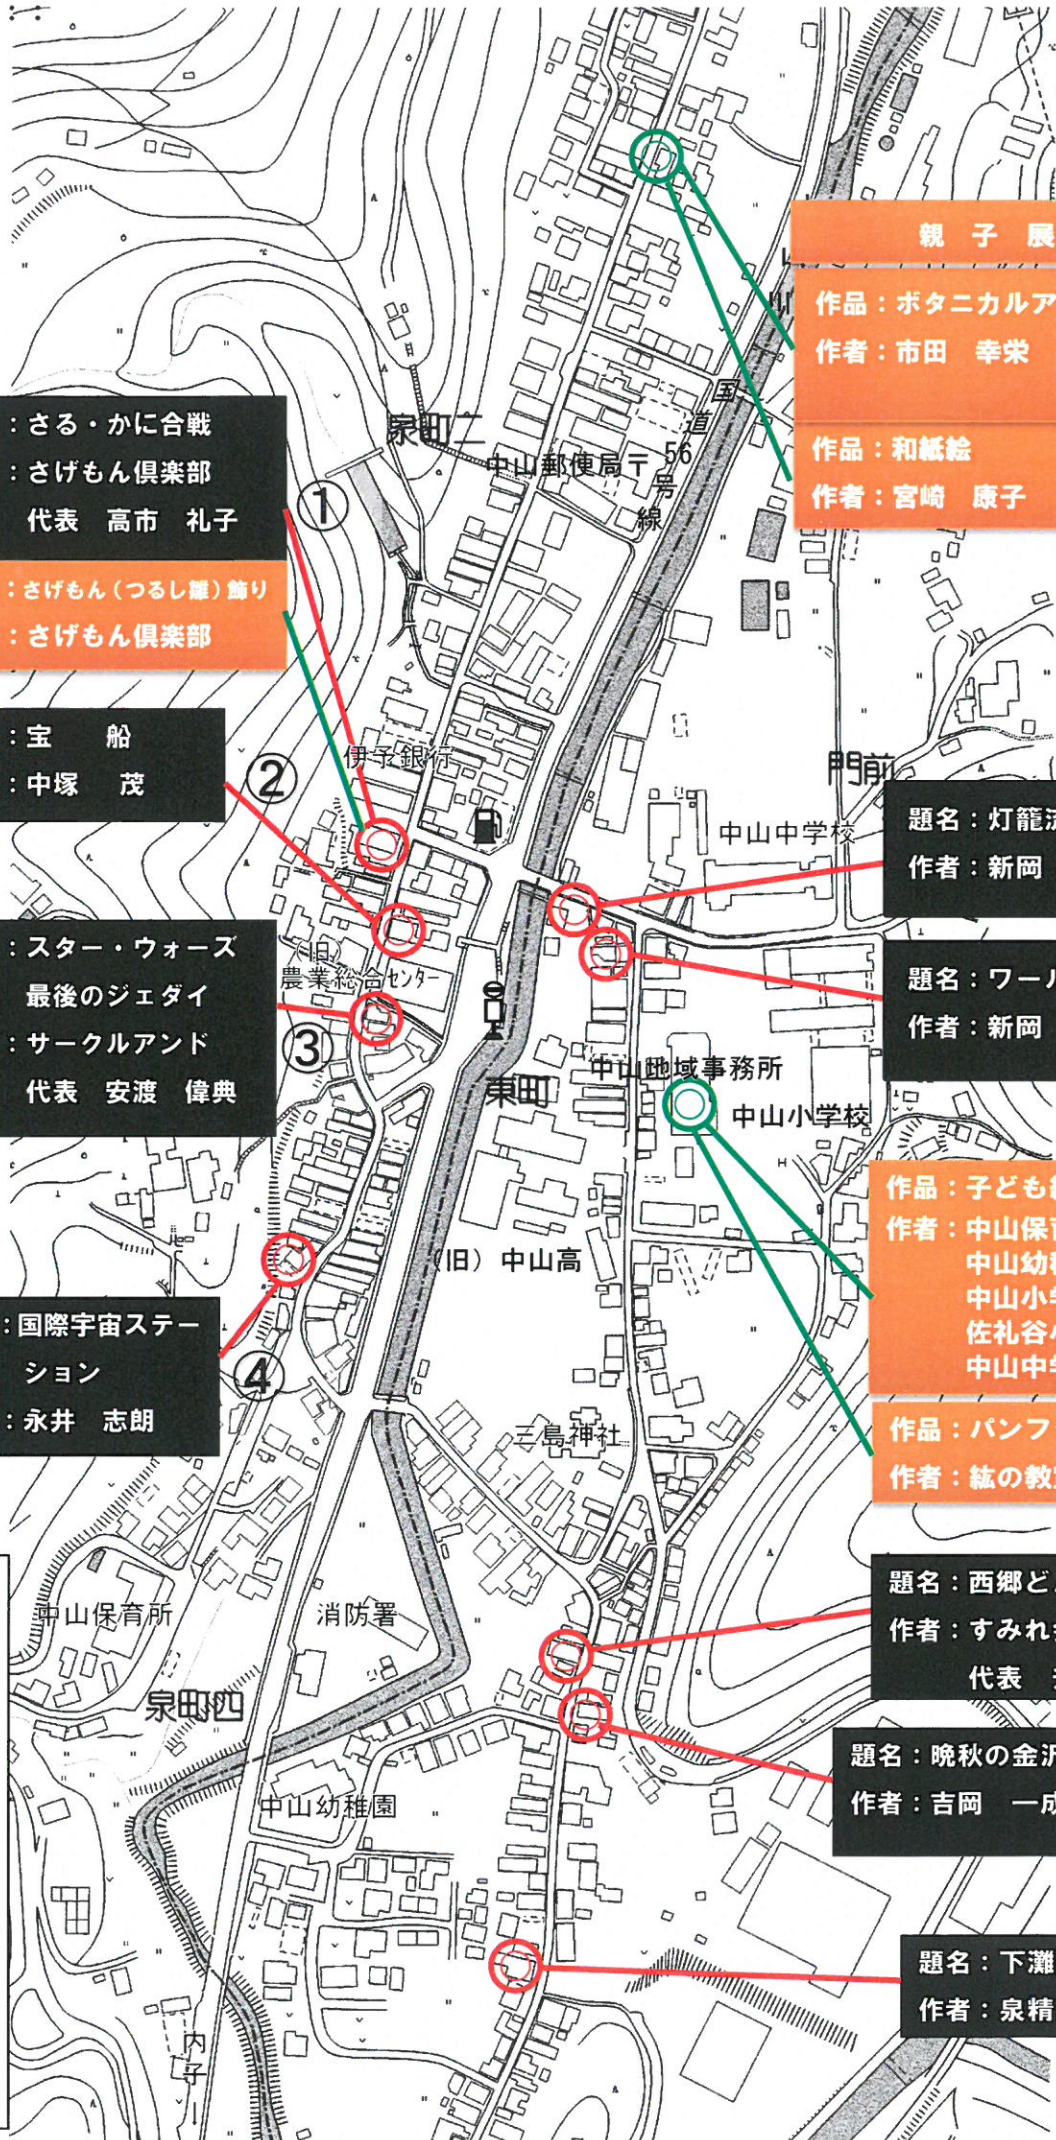 親　子　展
作品：ボタニカルア
作者：市田　幸栄
作品：和紙絵
作者：宮崎　康子
国道56号線
泉町二
中山郵便局〒
：さる・かに合戦
：さげもん倶楽部
代表　高市　礼子
①
：さげもん（つるし雛）飾り
：さげもん倶楽部
：宝　　船
：中塚　　茂
②
伊予銀行
門前
中山中学校
題名：灯籠流
作者：新岡
：スター・ウォーズ
最後のジェダイ
：サークルアンド
代表　安渡　偉典
③
（旧）
農業総合センター
題名：ワール
作者：新岡
東町
中山地域事務所
中山小学校
作品：子ども
作者：中山保育
中山幼稚
中山小学
佐礼谷小
中山中学
（旧）中山高
：国際宇宙ステー
ション
：永井　志朗
④
三島神社
作品：パンフ
作者：紘の教室
題名：西郷ど
作者：すみれ
代表
中山保育所
消防署
泉町四
題名：晩秋の金沢
作者：吉岡　一成
中山幼稚園
題名：下灘
作者：泉精
内子